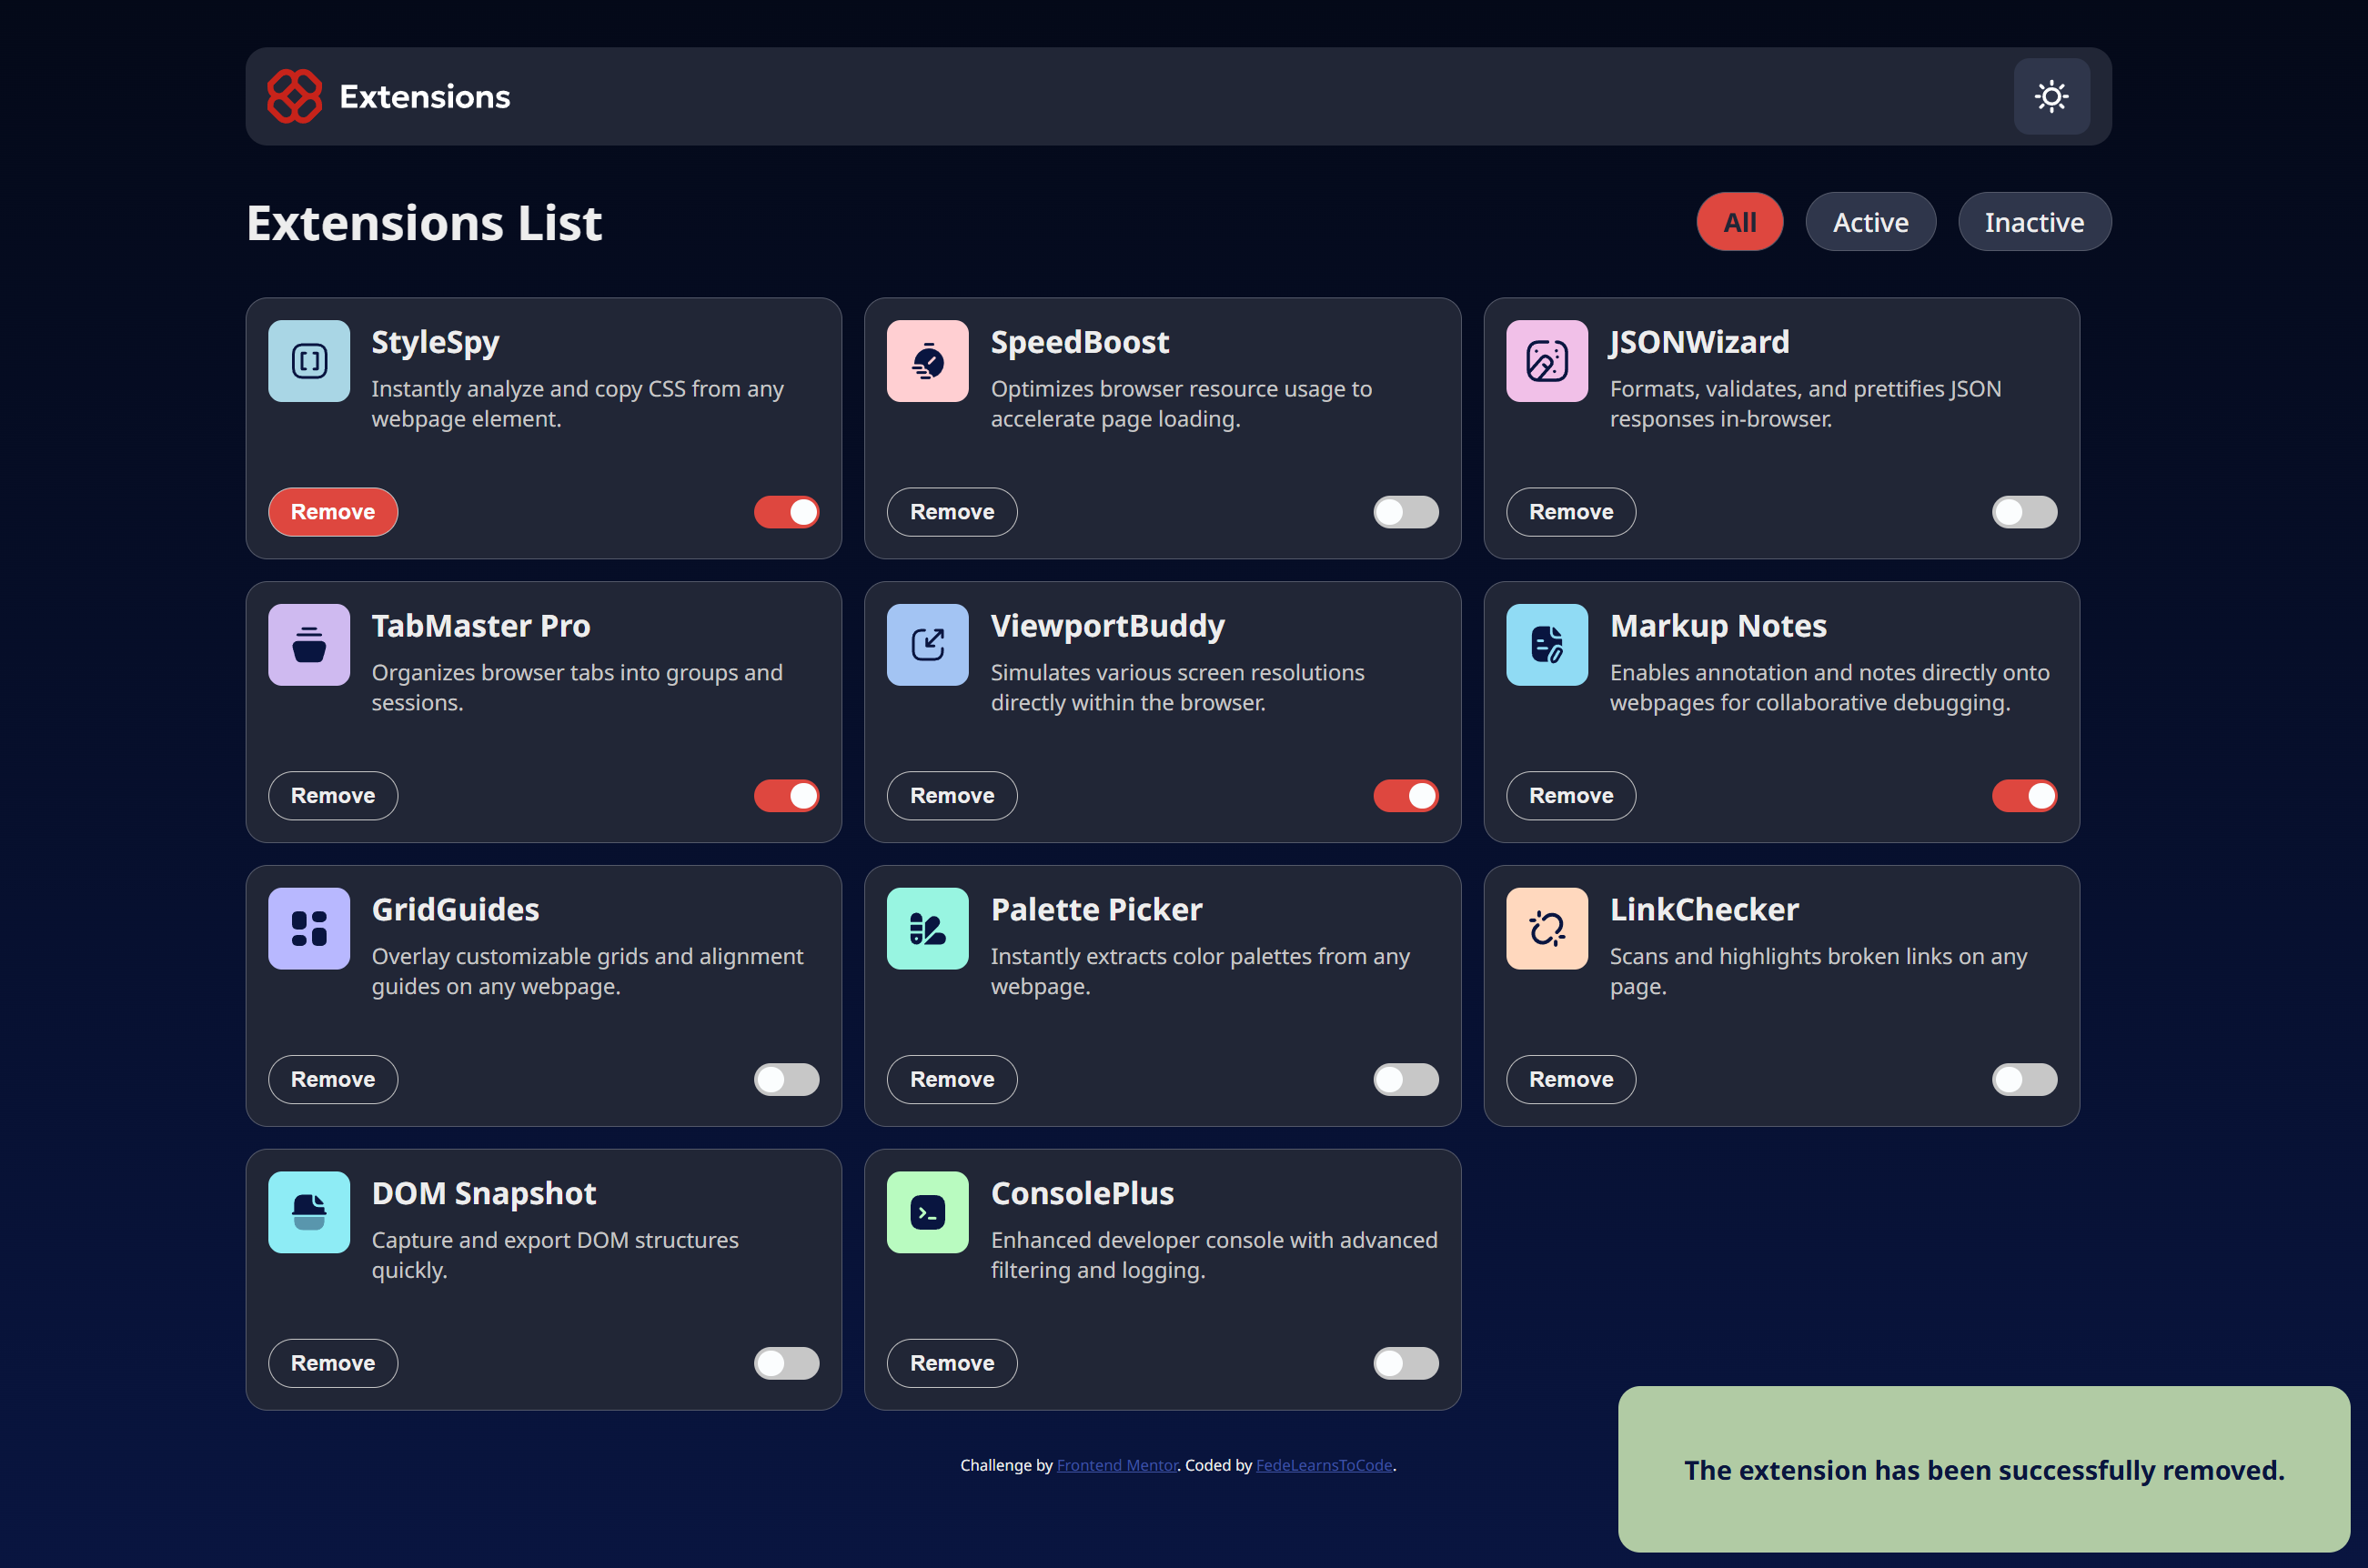 Extensions
Extensions List
All
Active
Inactive
StyleSpy
Instantly analyze and copy CSS from any
webpage element.
Remove
SpeedBoost
Optimizes browser resource usage to
accelerate page loading.
Remove
JSONWizard
Formats, validates, and prettifies JSON
responses in-browser.
Remove
TabMaster Pro
Organizes browser tabs into groups and
sessions.
Remove
ViewportBuddy
Simulates various screen resolutions
directly within the browser.
Remove
Markup Notes
Enables annotation and notes directly onto
webpages for collaborative debugging.
Remove
GridGuides
Overlay customizable grids and alignment
guides on any webpage.
Remove
Palette Picker
Instantly extracts color palettes from any
webpage.
Remove
LinkChecker
Scans and highlights broken links on any
page.
Remove
DOM Snapshot
Capture and export DOM structures
quickly.
Remove
ConsolePlus
Enhanced developer console with advanced
filtering and logging.
Remove
Challenge by Frontend Mentor. Coded by FedeLearnsToCode.
The extension has been successfully removed.